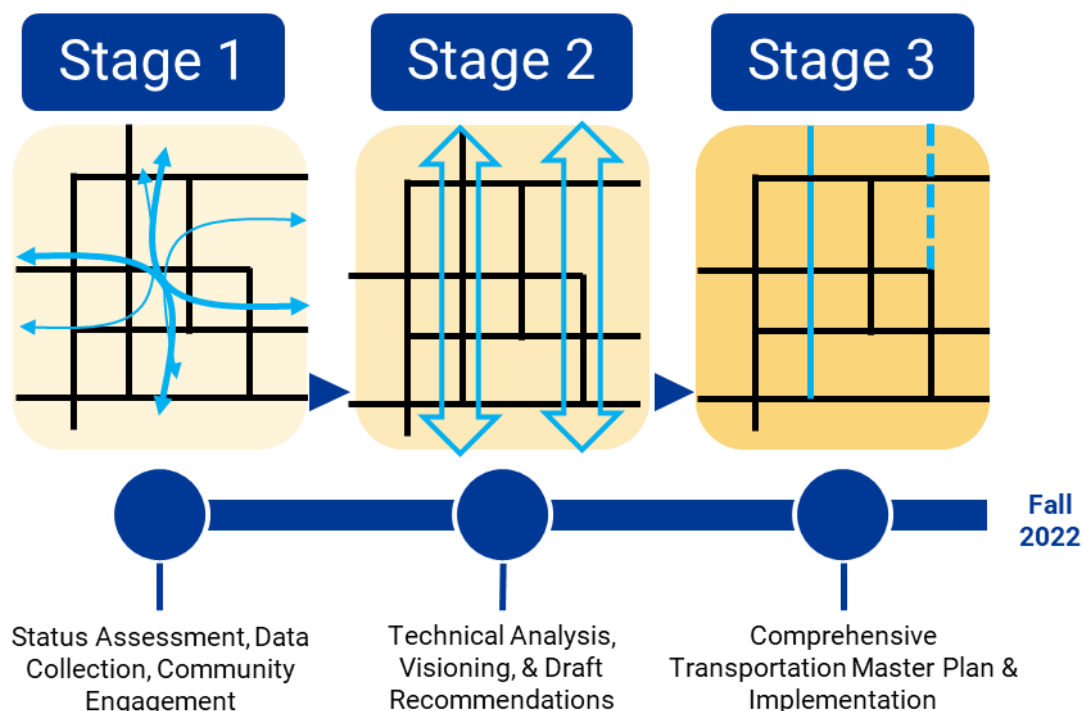 Stage 1
Stage 2
Stage 3
Fall
2022
Status Assessment, Data
Collection, Community
Engagement
Technical Analysis,
Visioning, & Draft
Recommendations
Comprehensive
Transportation Master Plan &
Implementation